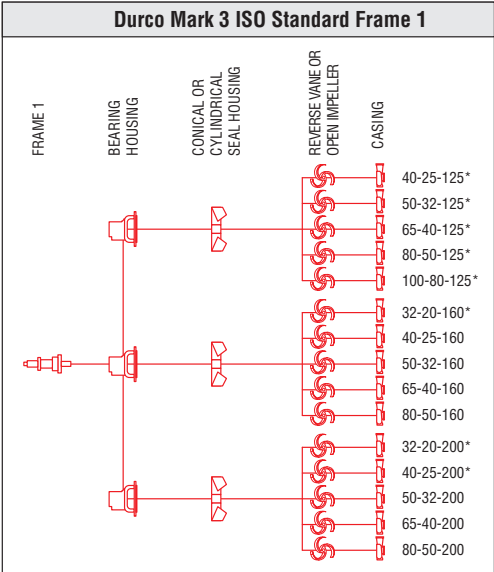 Durco Mark 3 ISO Standard Frame 1
FRAME 1
BEARING
HOUSING
CONICAL OR
CYLINDRICAL
SEAL HOUSING
REVERSE VANE OR
OPEN IMPELLER
CASING
40-25-125*
50-32-125*
65-40-125*
80-50-125*
100-80-125*
32-20-160*
40-25-160
50-32-160
65-40-160
80-50-160
32-20-200*
40-25-200*
50-32-200
65-40-200
80-50-200